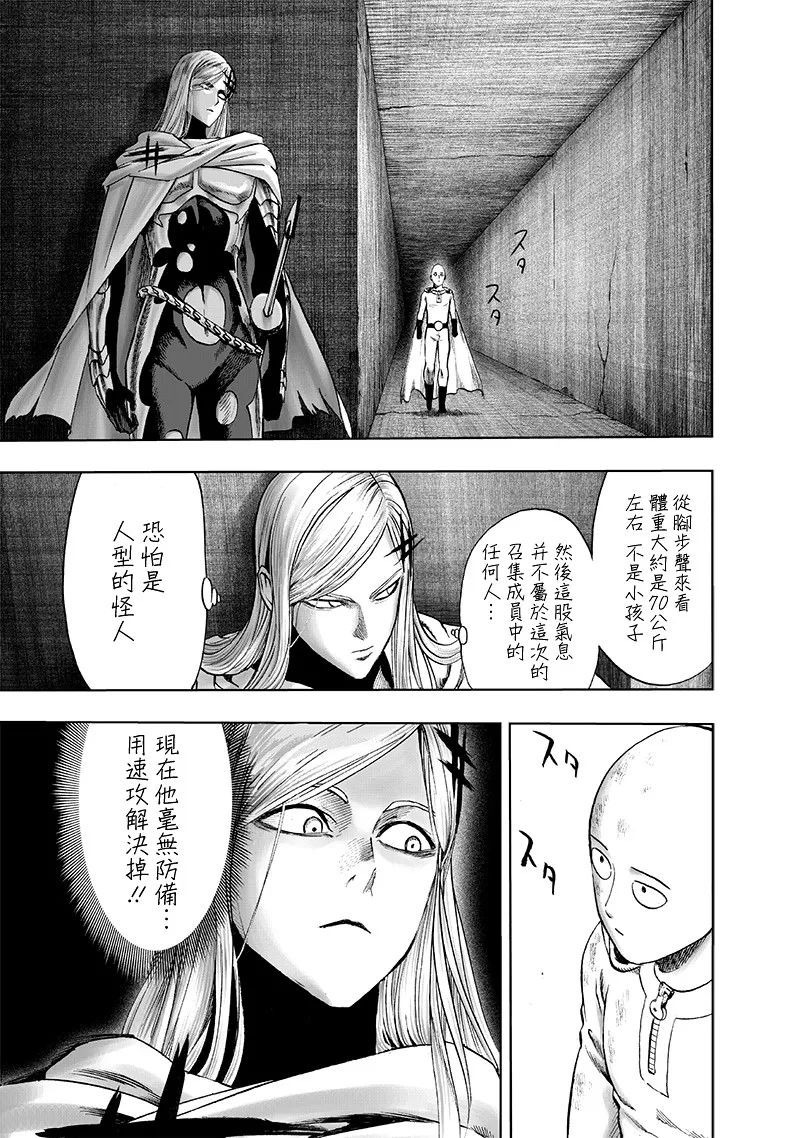 スタ
スタ
從腳步聲來看
體重大約是70公斤
左右 不是小孩子
然後這股氣息
并不屬於這次的
召集成員中的
任何人…
恐怕是
人型的怪人
スタ
スタ
現在他毫無防備…
用速攻解決掉!!